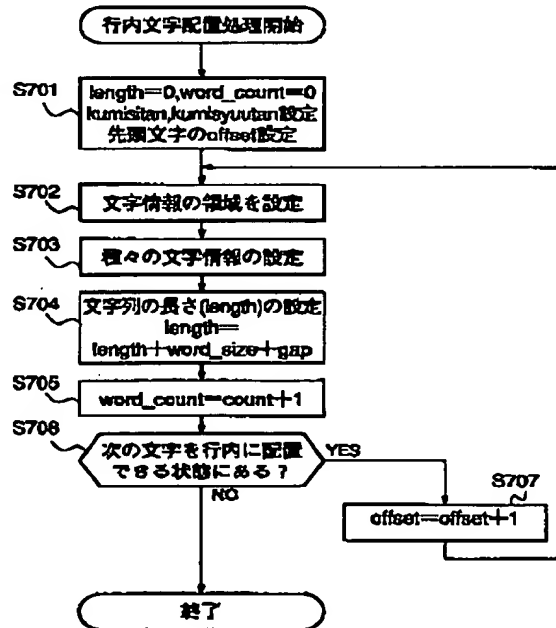 行内文字配置処理開始
S701
length=0,word_count=0
kumisitan,kumisyuutan設定
先頭文字のoffset設定
S702
文字情報の領域を設定
S703
種々の文字情報の設定
S704
文字列の長さ(length)の設定
length=
length+word_size+gap
S705
word_count=count+1
S706
次の文字を行内に配置
できる状態にある?
YES
NO
S707
offset=offset+1
終了